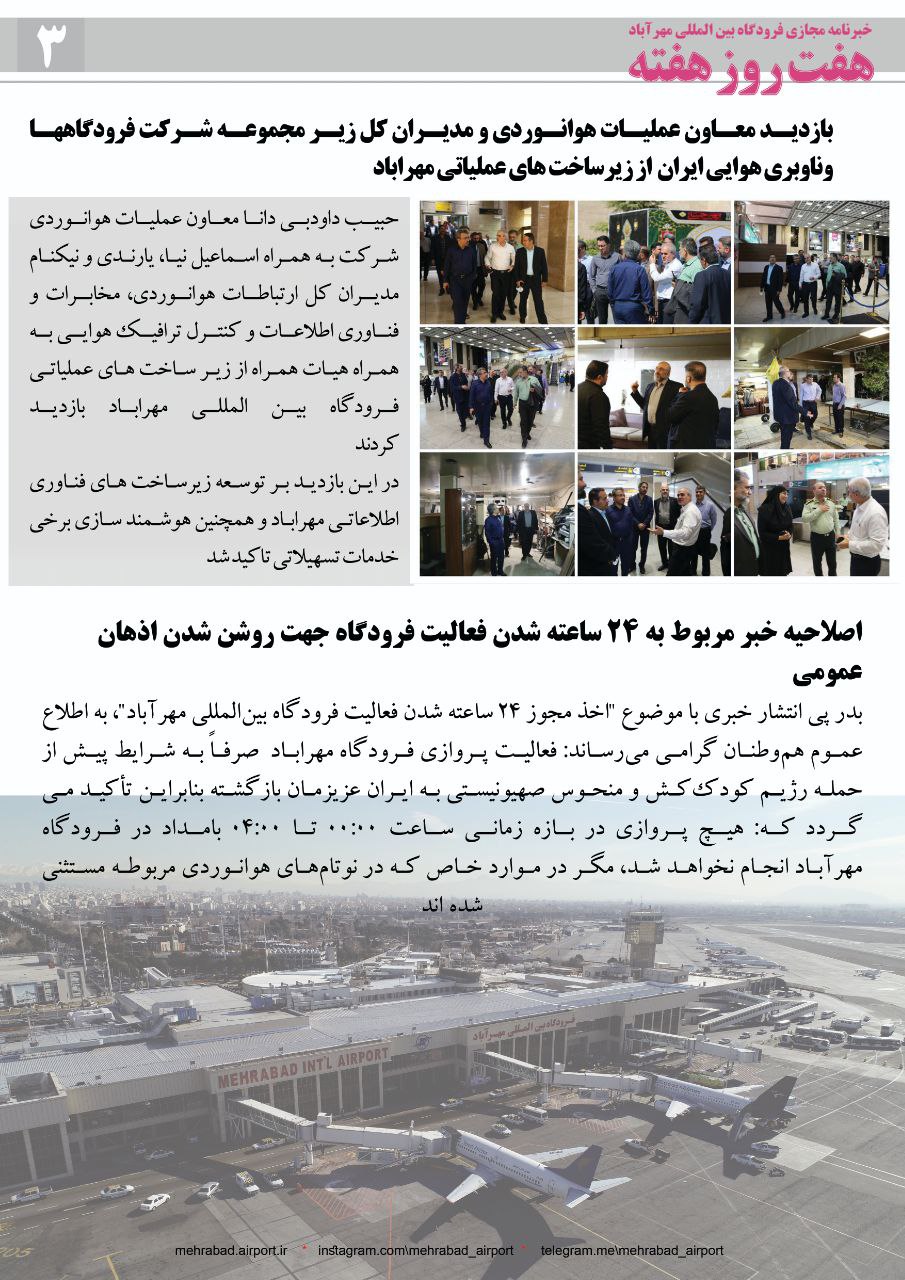 خبرنامه مجازی فرودگاه بین المللی مهرآباد
هفت روز هفته
۳
بازدید معاون عملیات هوانوردی و مدیران کل زیر مجموعه شرکت فرودگاهها
وناوبری هوایی ایران از زیرساخت های عملیاتی مهراباد
حبیب داودبی دانا معاون عملیات هوانوردی
شرکت به همراه اسماعیل نیا، یارندی و نیکنام
مدیران کل ارتباطات هوانوردی، مخابرات و
فناوری اطلاعات و کنترل ترافیک هوایی به
همراه هیات همراه از زیر ساخت های عملیاتی
فرودگاه بین المللی مهراباد بازدید
کردند
در این بازدید بر توسعه زیرساخت های فناوری
اطلاعاتی مهراباد و همچنین هوشمند سازی برخی
خدمات تسهیلاتی تاکیدشد
اصلاحیه خبر مربوط به ۲۴ ساعته شدن فعالیت فرودگاه جهت روشن شدن اذهان
عمومی
بدر پی انتشار خبری با موضوع "اخذ مجوز ۲۴ ساعته شدن فعالیت فرودگاه بین‌المللی مهرآباد"، به اطلاع
عموم هم‌وطنان گرامی می‌رساند: فعالیت پروازی فرودگاه مهراباد صرفاً به شرایط پیش از
حمله رژیم کودک‌کش و منحوس صهیونیستی به ایران عزیزمان بازگشته بنابراین تأکید می
گردد که: هیچ پروازی در بازه زمانی ساعت ۰۰:۰۰ تا ۰۴:۰۰ بامداد در فرودگاه
مهرآباد انجام نخواهد شد، مگر در موارد خاص که در نوتام‌های هوانوردی مربوطه مستثنی
شده اند
فرودگاه بین المللی مهرآباد
MEHRABAD INT'L AIRPORT
mehrabad.airport.ir * instagram.com\mehrabad_airport * telegram.me\mehrabad_airport